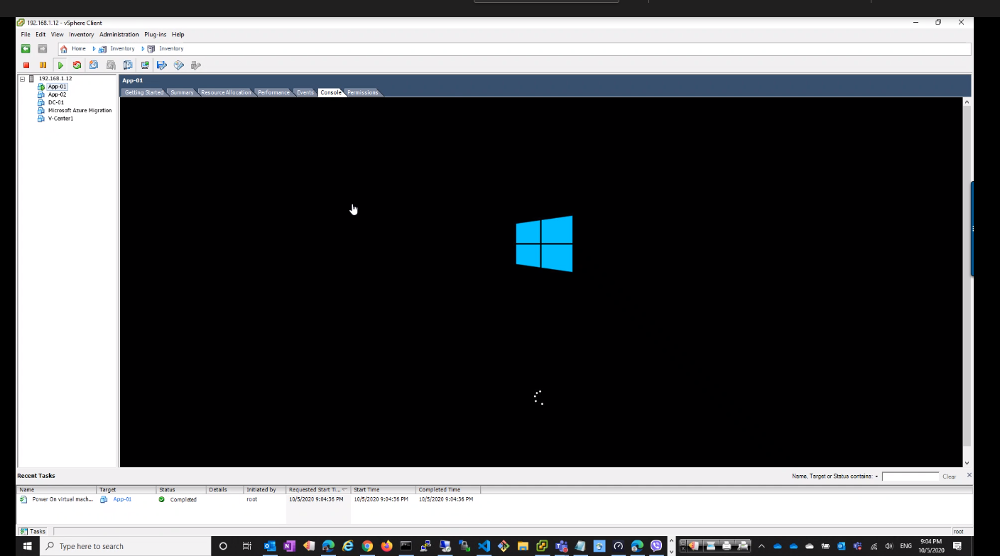 192.168.1.12 - vSphere Client
File Edit View Inventory Administration Plug-ins Help
Home Inventory Inventory
192.168.1.12
App-01
App-02
DC-01
Microsoft Azure Migration
V-Center1
App-01
Getting Started Summary Resource Allocation Performance Events Console Permissions
Recent Tasks
Name, Target or Status contains: Clear
Name Target Status Details Initiated by Requested Start Ti... Start Time Completed Time
Power On virtual mach... App-01 Completed root 10/5/2020 9:04:36 PM 10/5/2020 9:04:36 PM 10/5/2020 9:04:36 PM
Tasks root
Type here to search ENG 9:04 PM
10/5/2020